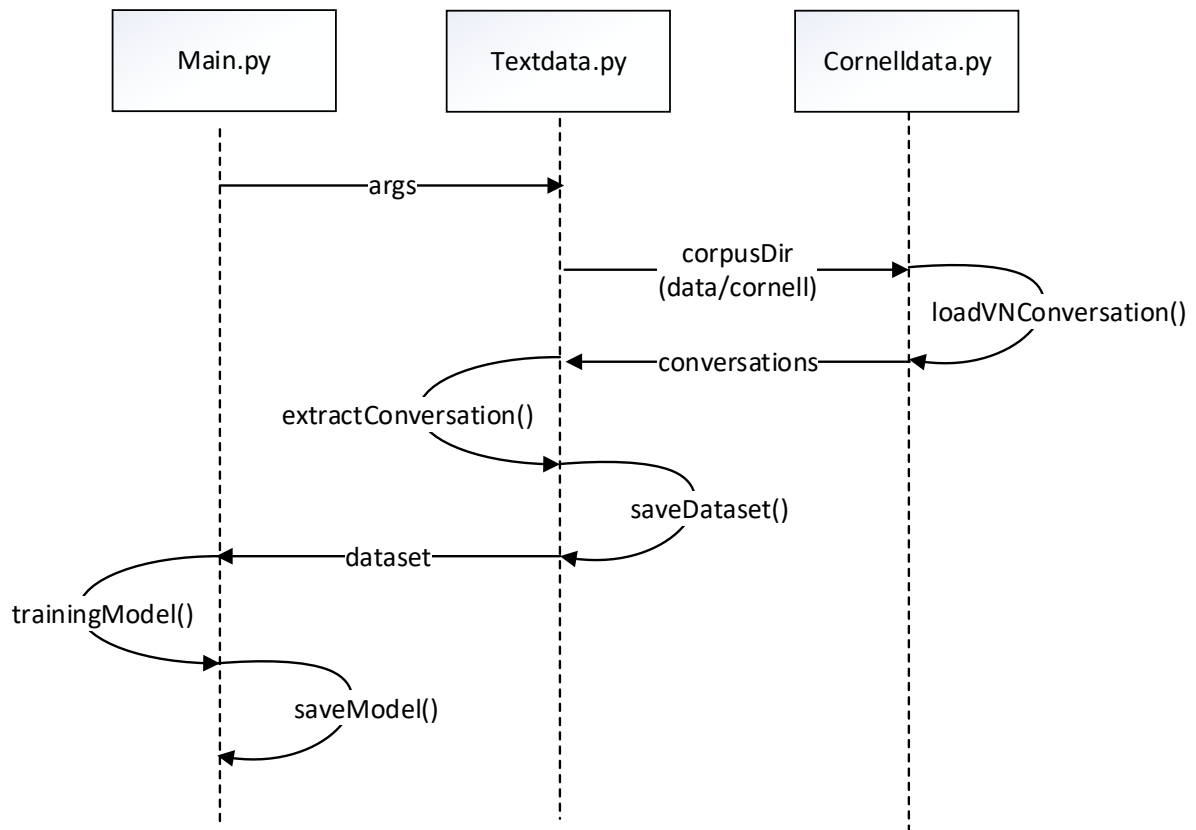 Main.py
Textdata.py
Cornelldata.py
args
corpusDir
(data/cornell)
loadVNConversation()
conversations
extractConversation()
saveDataset()
dataset
trainingModel()
saveModel()